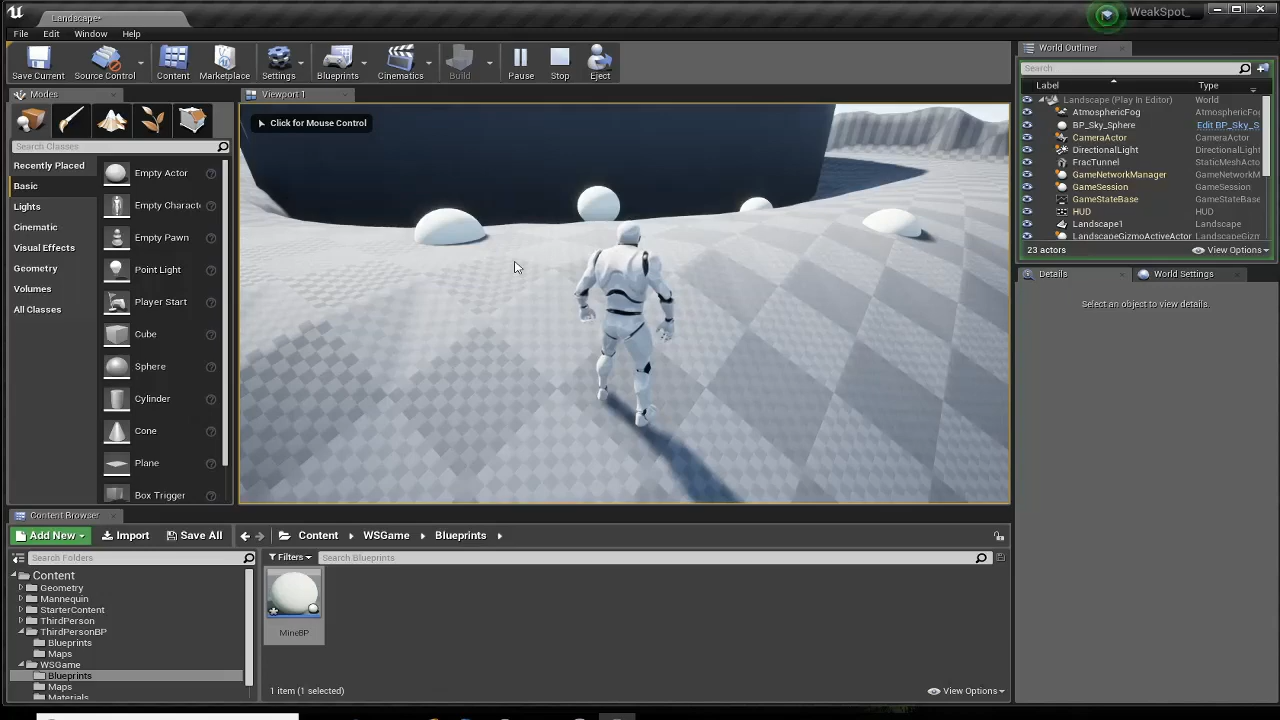 Landscape*
WeakSpot_
File Edit Window Help
Save Current
Source Control
Content
Marketplace
Settings
Blueprints
Cinematics
Build
Pause
Stop
Eject
Modes
Search Classes
Recently Placed
Basic
Lights
Cinematic
Visual Effects
Geometry
Volumes
All Classes
Empty Actor
Empty Charact
Empty Pawn
Point Light
Player Start
Cube
Sphere
Cylinder
Cone
Plane
Box Trigger
Viewport 1
Click for Mouse Control
World Outliner
Search
Label Type
Landscape (Play In Editor) World
AtmosphericFog AtmosphericFog
BP_Sky_Sphere Edit BP_Sky_S
CameraActor CameraActor
DirectionalLight DirectionalLight
FracTunnel StaticMeshActo
GameNetworkManager GameNetworkM
GameSession GameSession
GameStateBase GameStateBase
HUD HUD
Landscape1 Landscape
LandscapeGizmoActiveActor LandscapeGizm
23 actors View Options
Details World Settings
Select an object to view details.
Content Browser
Add New Import Save All Content WSGame Blueprints
Search Folders
Content
Geometry
Mannequin
StarterContent
ThirdPerson
ThirdPersonBP
Blueprints
Maps
WSGame
Blueprints
Maps
Materials
Filters Search Blueprints
MineBP
1 item (1 selected) View Options